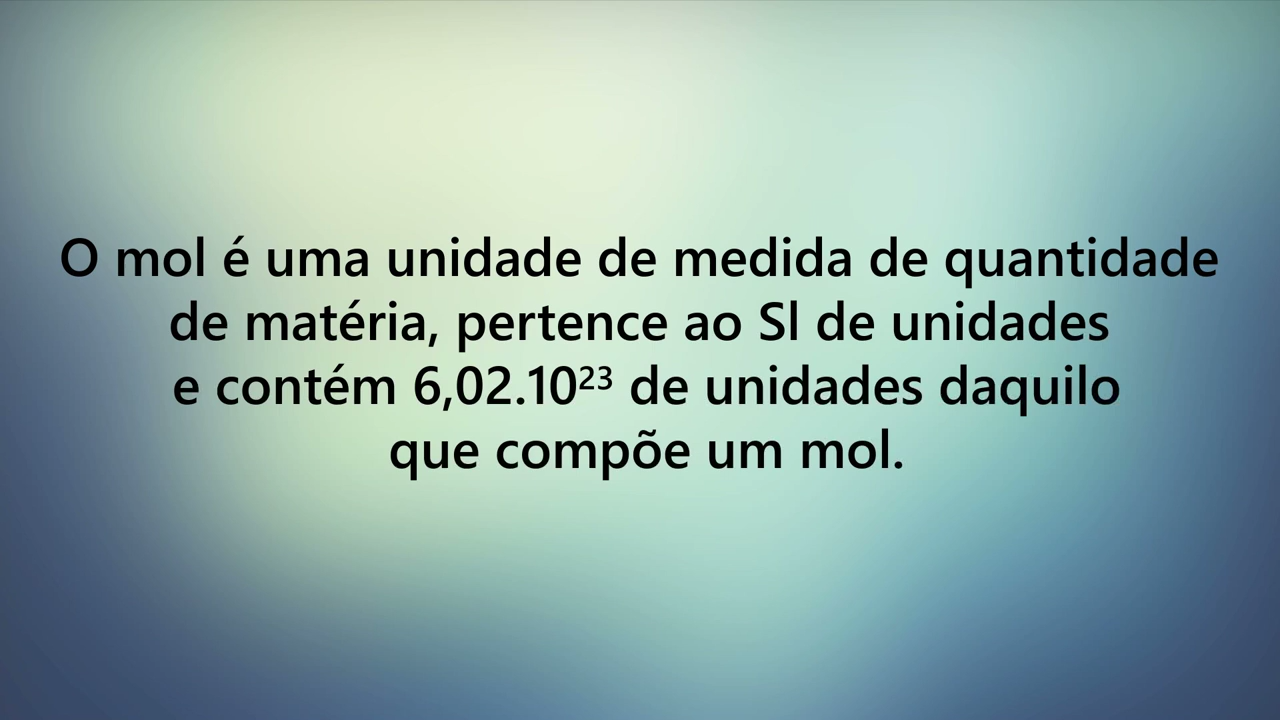 O mol é uma unidade de medida de quantidade
de matéria, pertence ao Sl de unidades
e contém 6,02.10²³ de unidades daquilo
que compõe um mol.